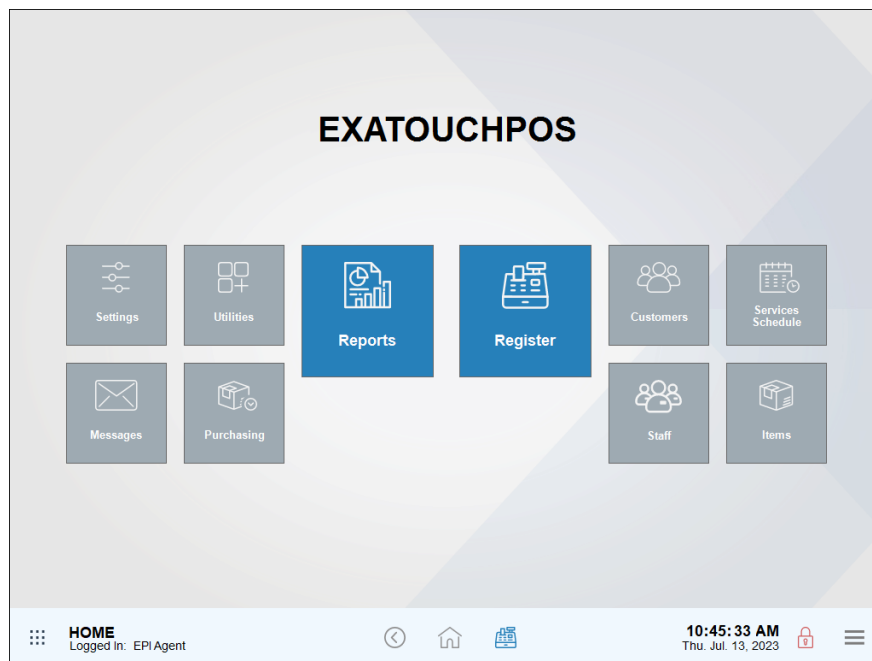 EXATOUCHPOS
Settings
Utilities
Reports
Register
Customers
Services
Schedule
Messages
Purchasing
Staff
Items
HOME
Logged In: EPI Agent
10:45:33 AM
Thu. Jul. 13, 2023